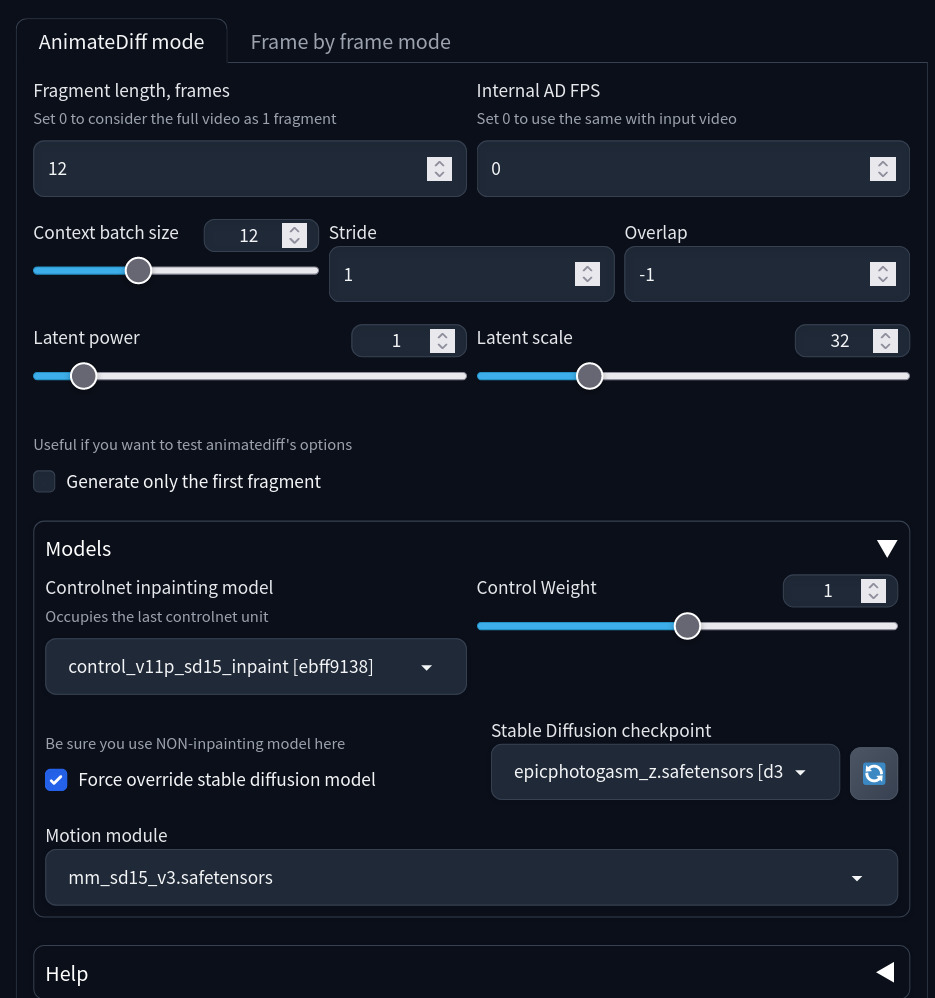 AnimateDiff mode Frame by frame mode
Fragment length, frames Internal AD FPS
Set 0 to consider the full video as 1 fragment Set 0 to use the same with input video
12 0
Context batch size 12 Stride Overlap
1 -1
Latent power 1 Latent scale 32
Useful if you want to test animatediff's options
Generate only the first fragment
Models
Controlnet inpainting model Control Weight 1
Occupies the last controlnet unit
control_v11p_sd15_inpaint [ebff9138]
Stable Diffusion checkpoint
Be sure you use NON-inpainting model here
Force override stable diffusion model epicphotogasm_z.safetensors [d3
Motion module
mm_sd15_v3.safetensors
Help